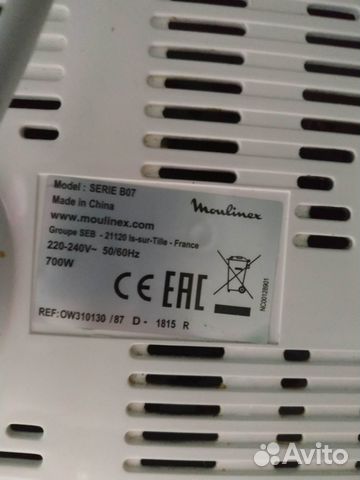 Model : SERIE B07
Made in China
Moulinex
www.moulinex.com
Groupe SEB - 21120 Is-sur-Tille - France
220-240V~ 50/60Hz
700W
CE EAC
NC00128901
REF:OW310130 /87 D - 1815 R
Avito